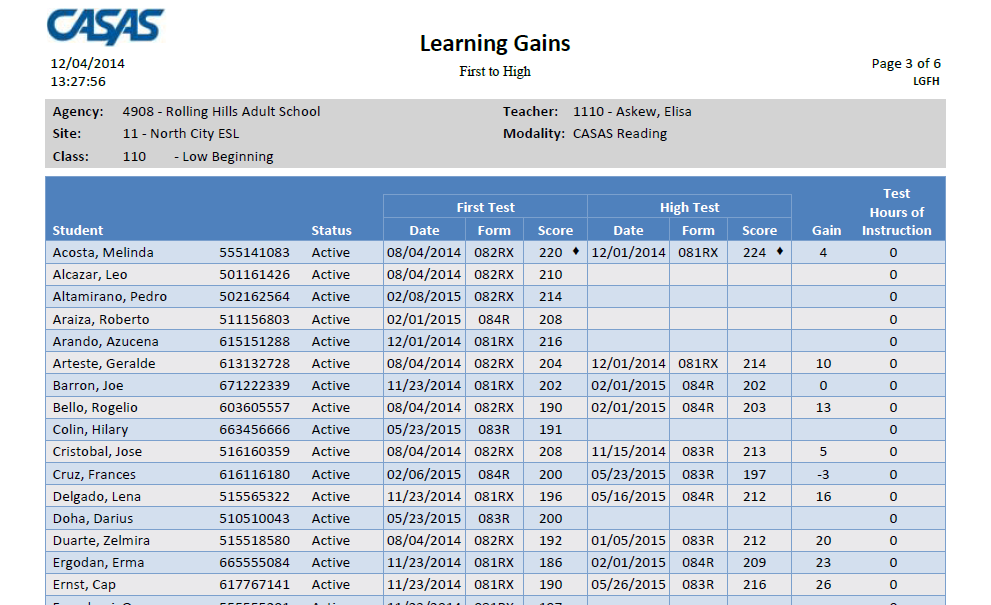 CASAS
Learning Gains
12/04/2014 First to High Page 3 of 6
13:27:56 LGFH
Agency: 4908 - Rolling Hills Adult School Teacher: 1110 - Askew, Elisa
Site: 11 - North City ESL Modality: CASAS Reading
Class: 110 - Low Beginning
Test
First Test High Test Hours of
Student Status Date Form Score Date Form Score Gain Instruction
Acosta, Melinda 555141083 Active 08/04/2014 082RX 220 ♦ 12/01/2014 081RX 224 ♦ 4 0
Alcazar, Leo 501161426 Active 08/04/2014 082RX 210 0
Altamirano, Pedro 502162564 Active 02/08/2015 082RX 214 0
Araiza, Roberto 511156803 Active 02/01/2015 084R 208 0
Arando, Azucena 615151288 Active 12/01/2014 081RX 216 0
Arteste, Geralde 613132728 Active 08/04/2014 082RX 204 12/01/2014 081RX 214 10 0
Barron, Joe 671222339 Active 11/23/2014 081RX 202 02/01/2015 084R 202 0 0
Bello, Rogelio 603605557 Active 08/04/2014 082RX 190 02/01/2015 084R 203 13 0
Colin, Hilary 663456666 Active 05/23/2015 083R 191 0
Cristobal, Jose 516160359 Active 08/04/2014 082RX 208 11/15/2014 083R 213 5 0
Cruz, Frances 616116180 Active 02/06/2015 084R 200 05/23/2015 083R 197 -3 0
Delgado, Lena 515565322 Active 11/23/2014 081RX 196 05/16/2015 084R 212 16 0
Doha, Darius 510510043 Active 05/23/2015 083R 200 0
Duarte, Zelmira 515518580 Active 08/04/2014 082RX 192 01/05/2015 083R 212 20 0
Ergodan, Erma 665555084 Active 11/23/2014 081RX 186 02/01/2015 084R 209 23 0
Ernst, Cap 617767141 Active 11/23/2014 081RX 190 05/26/2015 083R 216 26 0